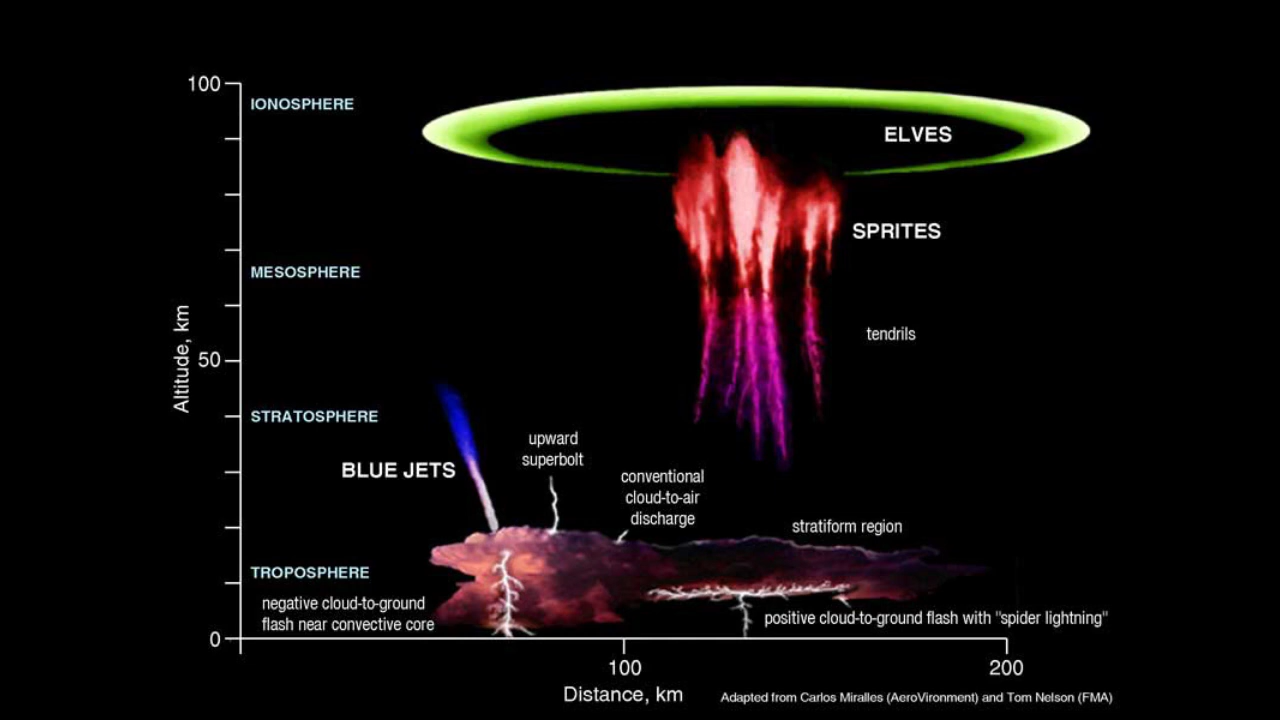 100
IONOSPHERE
ELVES
SPRITES
MESOSPHERE
tendrils
Altitude, km
50
STRATOSPHERE
upward
superbolt
BLUE JETS
conventional
cloud-to-air
discharge
stratiform region
TROPOSPHERE
negative cloud-to-ground
flash near convective core
positive cloud-to-ground flash with "spider lightning"
0
100
200
Distance, km
Adapted from Carlos Miralles (AeroVironment) and Tom Nelson (FMA)